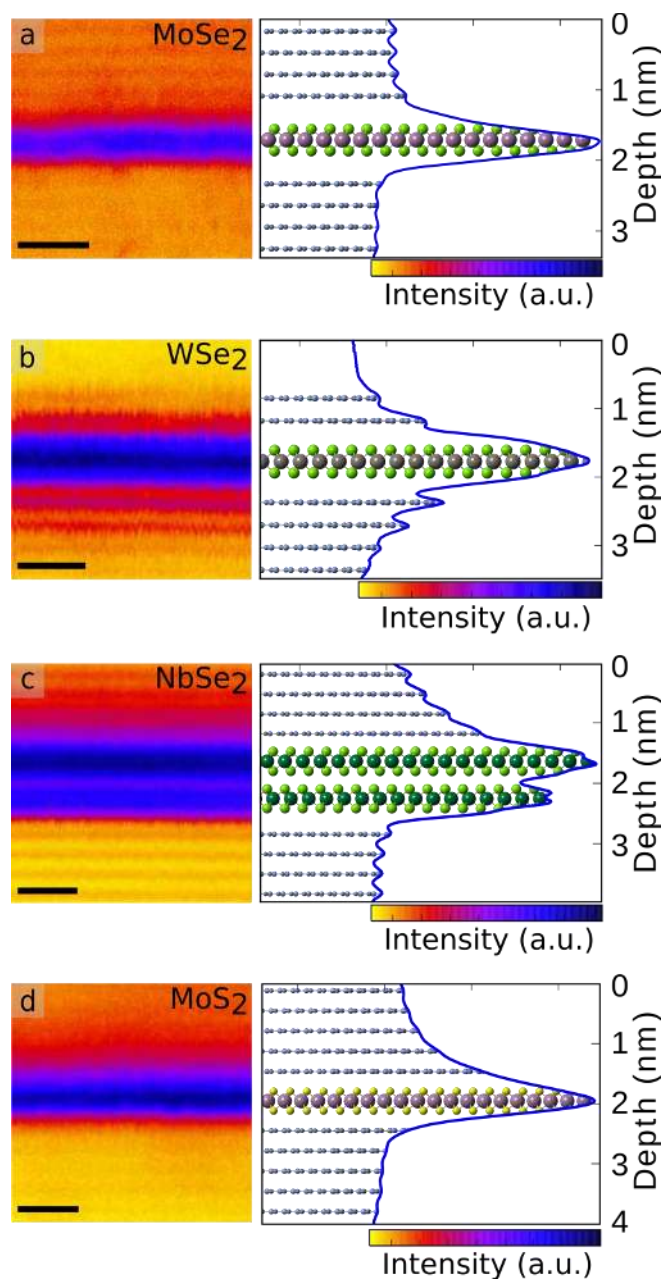 a
MoSe2
0
1
2
3
Depth (nm)
Intensity (a.u.)
b
WSe2
0
1
2
3
Depth (nm)
Intensity (a.u.)
c
NbSe2
0
1
2
3
Depth (nm)
Intensity (a.u.)
d
MoS2
0
1
2
3
4
Depth (nm)
Intensity (a.u.)